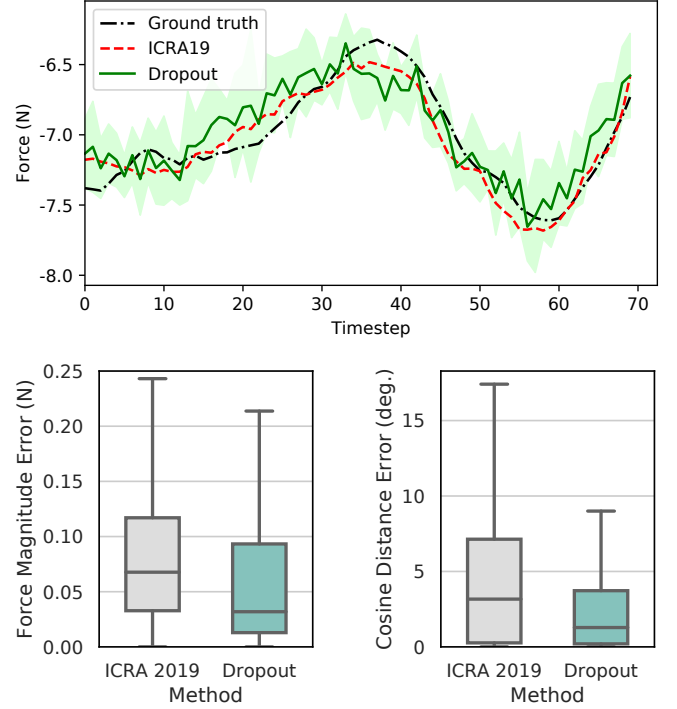 Ground truth
ICRA19
Dropout
Force (N)
-6.5
-7.0
-7.5
-8.0
0 10 20 30 40 50 60 70
Timestep
Force Magnitude Error (N)
0.25
0.20
0.15
0.10
0.05
0.00
ICRA 2019 Dropout
Method
Cosine Distance Error (deg.)
15
10
5
0
ICRA 2019 Dropout
Method